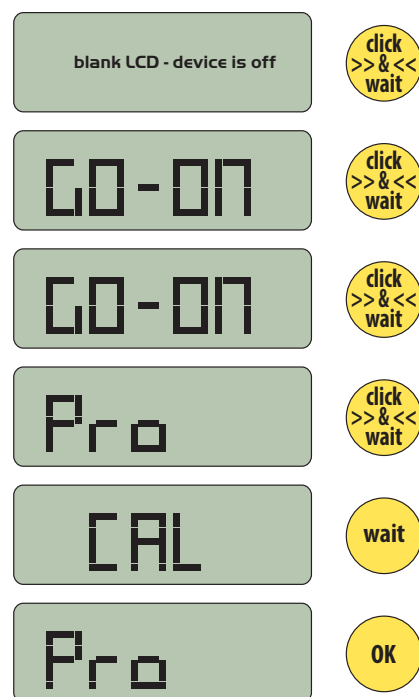 blank LCD - device is off
click
>> & <<
wait
GO-ON
click
>> & <<
wait
GO-ON
click
>> & <<
wait
Pro
click
>> & <<
wait
CAL
wait
Pro
OK